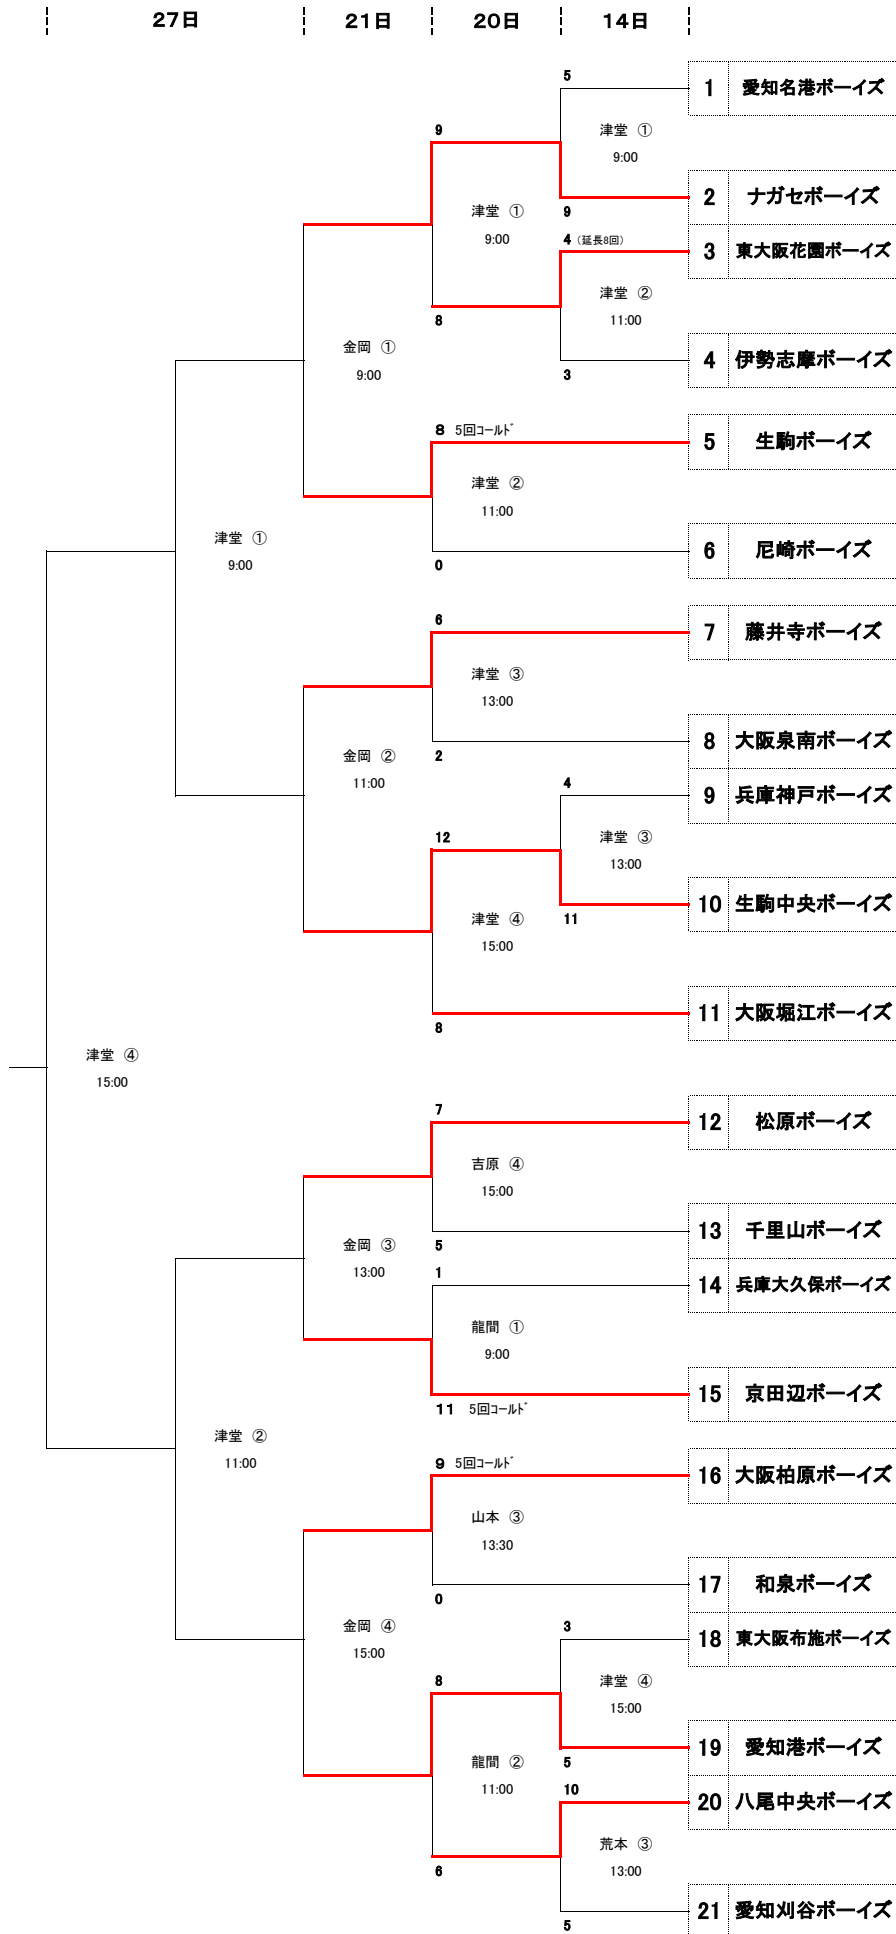 27日 21日 20日 14日
5
1 愛知名港ボーイズ
津堂 ①
9:00
9
2 ナガセボーイズ
9
津堂 ①
9:00
4 (延長8回)
3 東大阪花園ボーイズ
津堂 ②
11:00
8
金岡 ①
9:00
3
4 伊勢志摩ボーイズ
8 5回コールド
5 生駒ボーイズ
津堂 ②
11:00
津堂 ①
9:00
0
6 尼崎ボーイズ
6
7 藤井寺ボーイズ
津堂 ③
13:00
2
8 大阪泉南ボーイズ
金岡 ②
11:00
4
9 兵庫神戸ボーイズ
12
津堂 ③
13:00
11
10 生駒中央ボーイズ
津堂 ④
15:00
8
11 大阪堀江ボーイズ
津堂 ④
15:00
7
12 松原ボーイズ
吉原 ④
15:00
5
13 千里山ボーイズ
金岡 ③
13:00
1
14 兵庫大久保ボーイズ
龍間 ①
9:00
11 5回コールド
15 京田辺ボーイズ
津堂 ②
11:00
9 5回コールド
16 大阪柏原ボーイズ
山本 ③
13:30
0
17 和泉ボーイズ
金岡 ④
15:00
3
18 東大阪布施ボーイズ
8
津堂 ④
15:00
5
19 愛知港ボーイズ
龍間 ②
11:00
10
20 八尾中央ボーイズ
荒本 ③
13:00
6
5
21 愛知刈谷ボーイズ